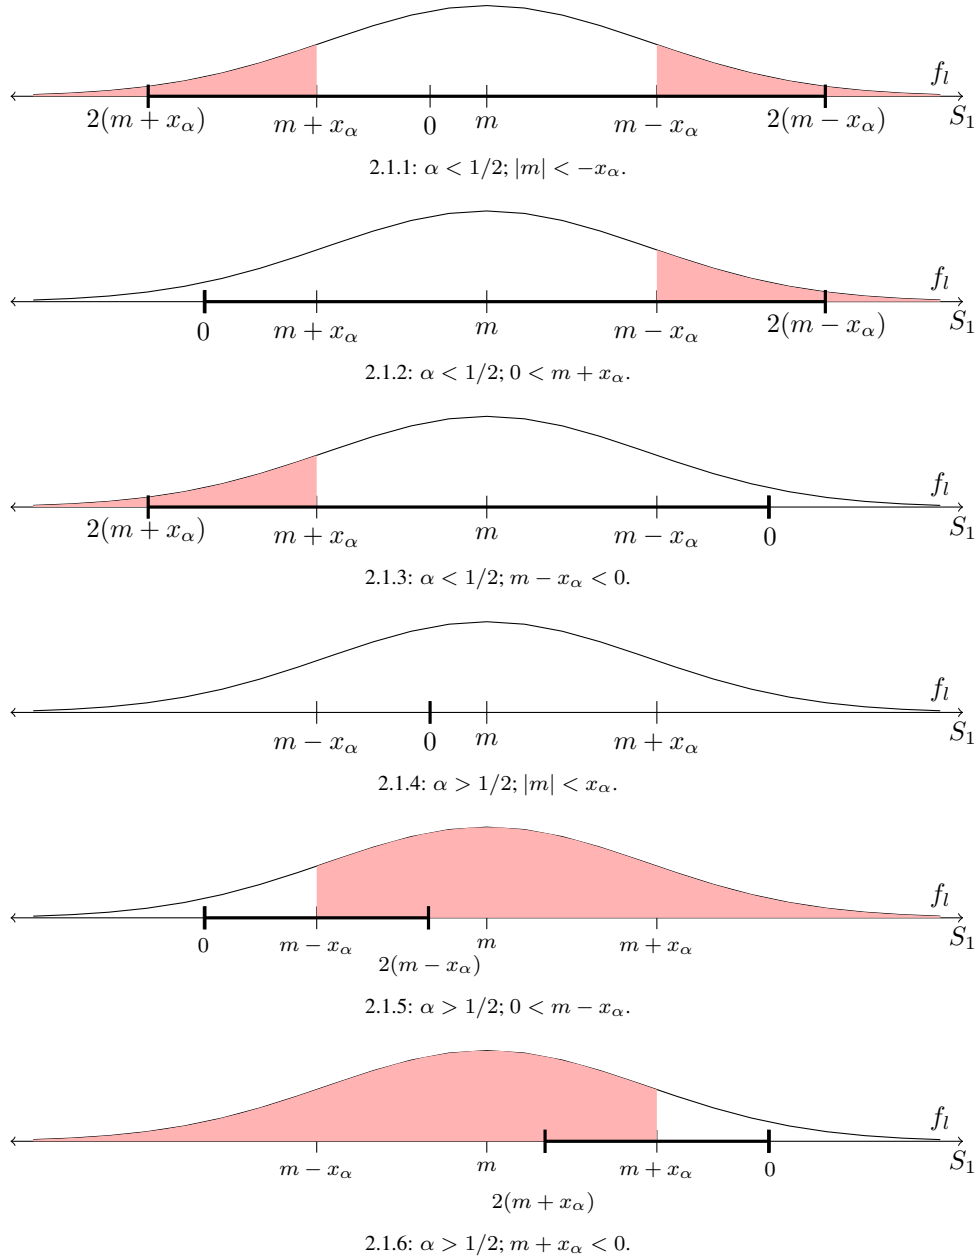 f_l
2(m + x_α) m + x_α 0 m m − x_α 2(m − x_α) S_1
2.1.1: α < 1/2; |m| < −x_α.
f_l
0 m + x_α m m − x_α 2(m − x_α) S_1
2.1.2: α < 1/2; 0 < m + x_α.
f_l
2(m + x_α) m + x_α m m − x_α 0 S_1
2.1.3: α < 1/2; m − x_α < 0.
f_l
m − x_α 0 m m + x_α S_1
2.1.4: α > 1/2; |m| < x_α.
f_l
0 m − x_α m m + x_α S_1
2(m − x_α)
2.1.5: α > 1/2; 0 < m − x_α.
f_l
m − x_α m m + x_α 0 S_1
2(m + x_α)
2.1.6: α > 1/2; m + x_α < 0.